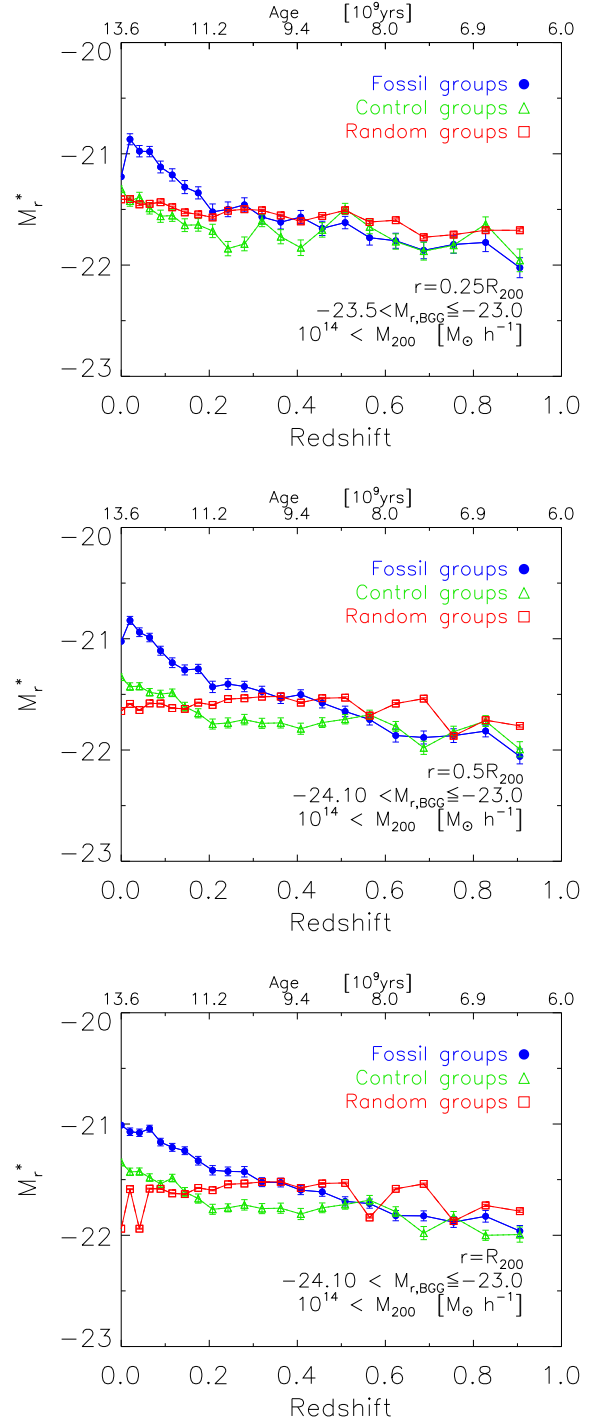 Age [10⁹yrs]
13.6 11.2 9.4 8.0 6.9 6.0
−20
Fossil groups
Control groups
Random groups
−21
Mᵣ*
−22
r=0.25R₂₀₀
−23.5<M_r,BGG≤−23.0
10¹⁴ < M₂₀₀ [M⊙ h⁻¹]
−23
0.0 0.2 0.4 0.6 0.8 1.0
Redshift
Age [10⁹yrs]
13.6 11.2 9.4 8.0 6.9 6.0
−20
Fossil groups
Control groups
Random groups
−21
Mᵣ*
−22
r=0.5R₂₀₀
−24.10 <M_r,BGG≤−23.0
10¹⁴ < M₂₀₀ [M⊙ h⁻¹]
−23
0.0 0.2 0.4 0.6 0.8 1.0
Redshift
Age [10⁹yrs]
13.6 11.2 9.4 8.0 6.9 6.0
−20
Fossil groups
Control groups
Random groups
−21
Mᵣ*
−22
r=R₂₀₀
−24.10 < M_r,BGG≤−23.0
10¹⁴ < M₂₀₀ [M⊙ h⁻¹]
−23
0.0 0.2 0.4 0.6 0.8 1.0
Redshift